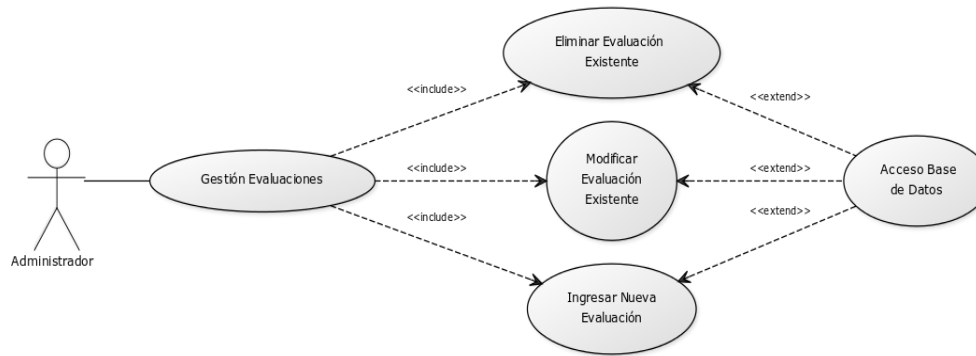 Eliminar Evaluación
Existente
<<include>>
<<extend>>
Modificar
Evaluación
Existente
<<include>>
<<extend>>
Acceso Base
de Datos
Gestión Evaluaciones
<<include>>
<<extend>>
Administrador
Ingresar Nueva
Evaluación